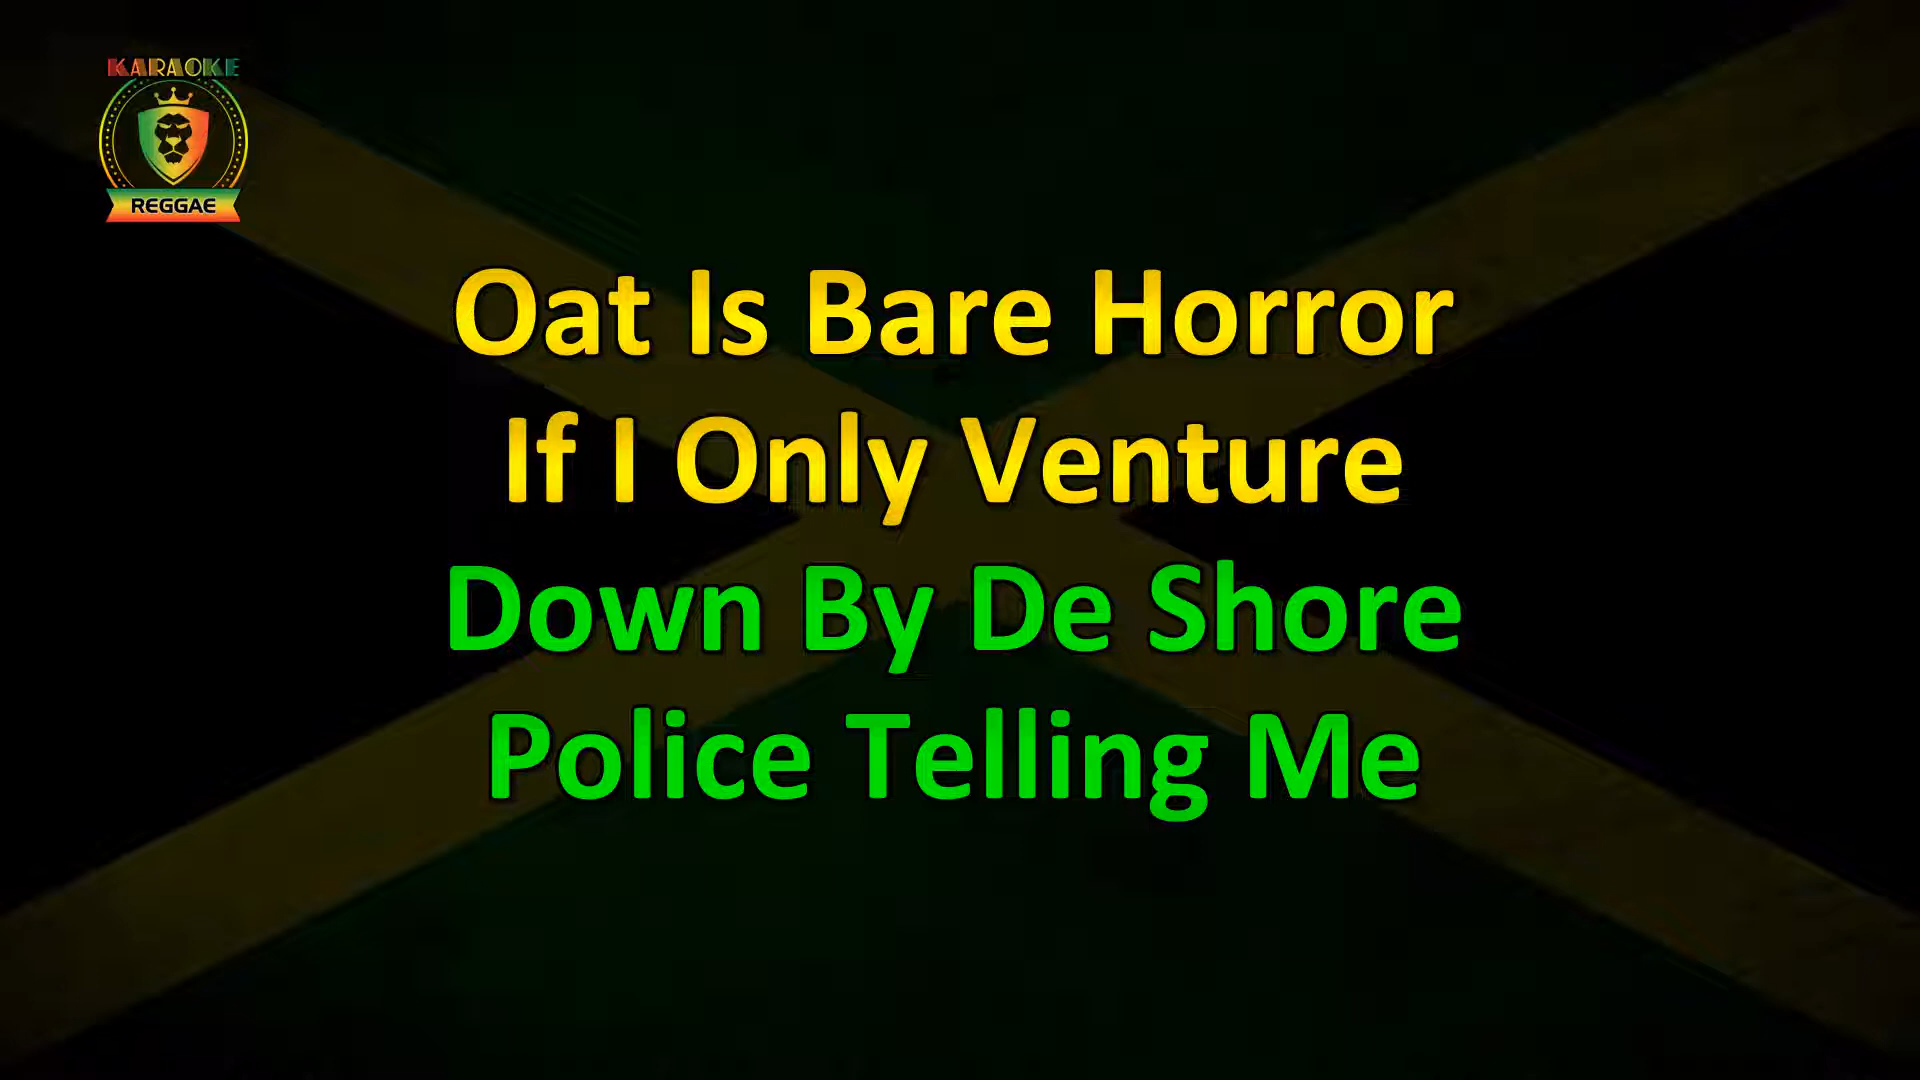 KARAOKE
REGGAE
Oat Is Bare Horror
If I Only Venture
Down By De Shore
Police Telling Me